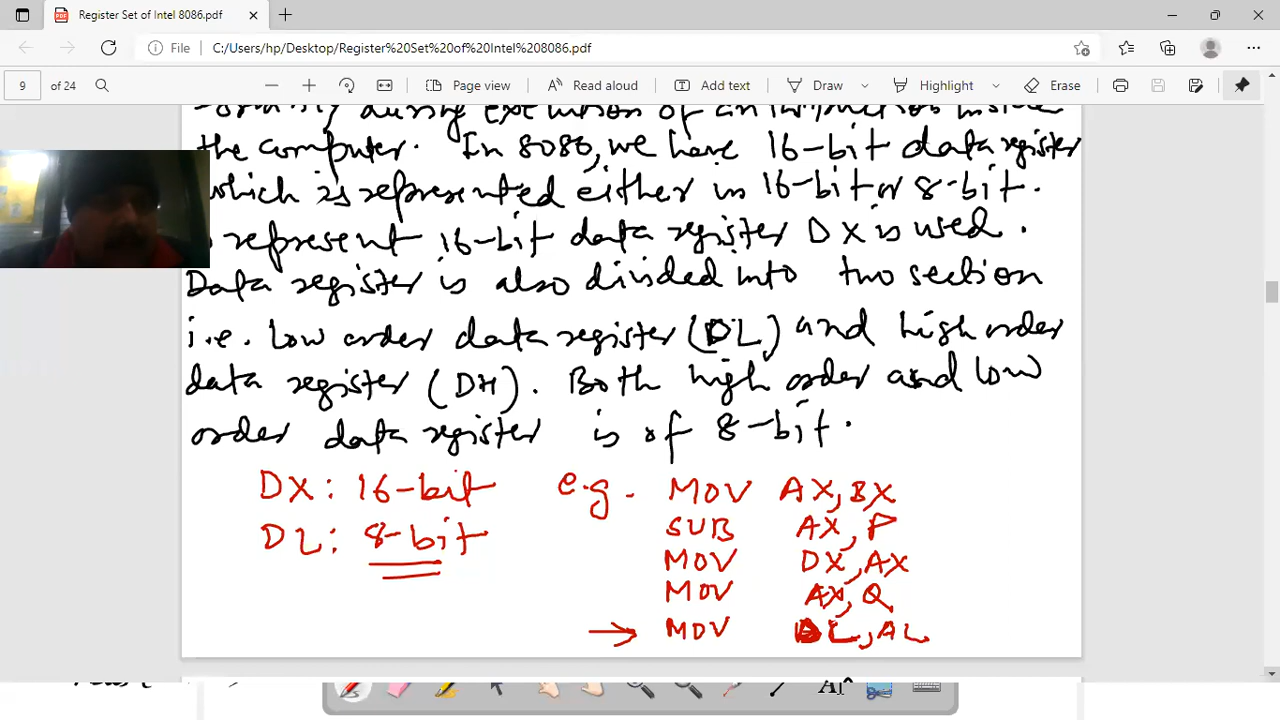 Register Set of Intel 8086.pdf
File C:/Users/hp/Desktop/Register%20Set%20of%20Intel%208086.pdf
9 of 24 Page view Read aloud Add text Draw Highlight Erase
during execution of an
the computer. In 8086, we have 16-bit data register
which is represented either in 16-bit or 8-bit.
represent 16-bit data register DX is used.
Data register is also divided into two section
i.e. low order data register (DL) and high order
data register (DH). Both high order and low
order data register is of 8-bit.
DX: 16-bit e.g. MOV AX, BX
DL: 8-bit SUB AX, P
MOV DX, AX
MOV AX, Q
→ MOV DL, AL